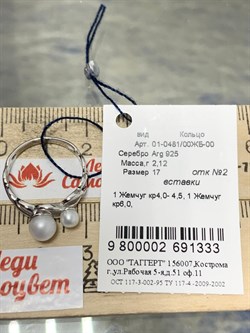 вид Кольцо
Арт. 01-0481/00ЖБ-00
Серебро Arg 925
Масса,г 2,12
Размер 17 отк №2
вставки
1 Жемчуг кр4,0- 4,5, 1 Жемчуг
кр6,0,
9 800002 691333
ООО "ТАГГЕРТ" 156007,Кострома
г.,ул.Рабочая 5-я,д.51 оф.11
ОСТ 117-3-002-95 ТУ 117-4.-2009-2002
Леди
Самоцвет